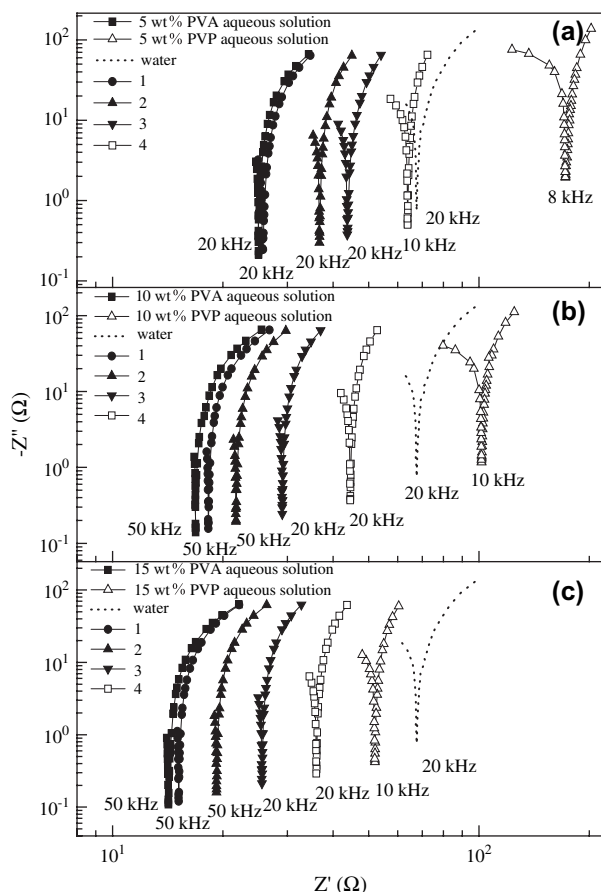 (a)
5 wt% PVA aqueous solution
5 wt% PVP aqueous solution
water
1
2
3
4
10²
10¹
10⁰
10⁻¹
20 kHz
20 kHz
20 kHz
20 kHz
10 kHz
20 kHz
8 kHz
(b)
10 wt% PVA aqueous solution
10 wt% PVP aqueous solution
water
1
2
3
4
10²
10¹
10⁰
10⁻¹
-Z'' (Ω)
50 kHz
50 kHz
50 kHz
20 kHz
20 kHz
20 kHz
10 kHz
(c)
15 wt% PVA aqueous solution
15 wt% PVP aqueous solution
water
1
2
3
4
10²
10¹
10⁰
10⁻¹
50 kHz
50 kHz
50 kHz
20 kHz
20 kHz
10 kHz
20 kHz
10¹
10²
Z' (Ω)